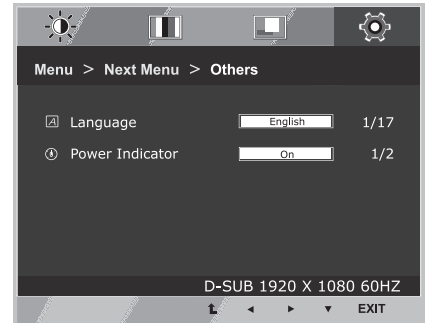 Menu > Next Menu > Others
Language English 1/17
Power Indicator On 1/2
D-SUB 1920 X 1080 60HZ
EXIT